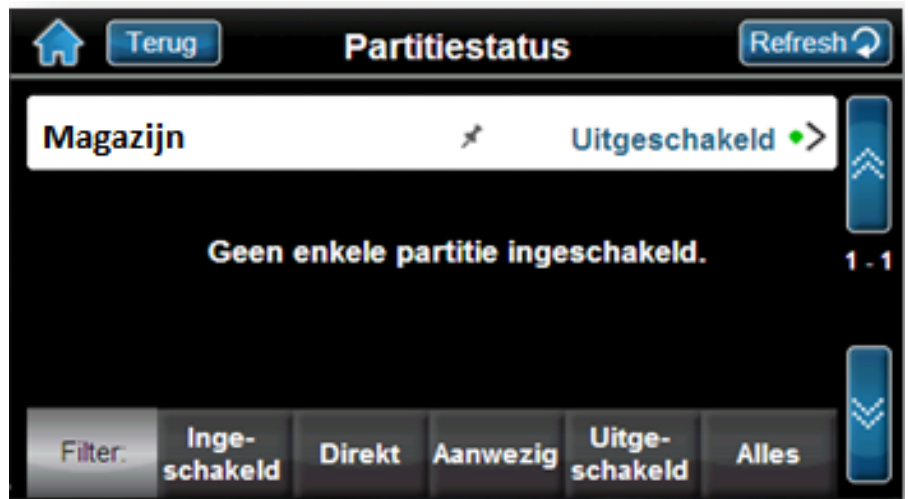 Terug Partitiestatus Refresh
Magazijn Uitgeschakeld
Geen enkele partitie ingeschakeld.
1 - 1
Filter: Inge-schakeld Direkt Aanwezig Uitge-schakeld Alles